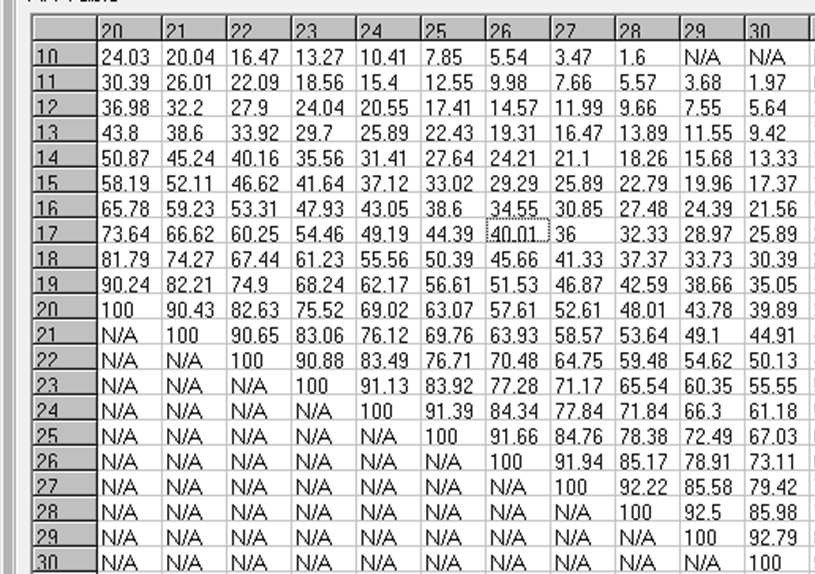 20 21 22 23 24 25 26 27 28 29 30
10 24.03 20.04 16.47 13.27 10.41 7.85 5.54 3.47 1.6 N/A N/A
11 30.39 26.01 22.09 18.56 15.4 12.55 9.98 7.66 5.57 3.68 1.97
12 36.98 32.2 27.9 24.04 20.55 17.41 14.57 11.99 9.66 7.55 5.64
13 43.8 38.6 33.92 29.7 25.89 22.43 19.31 16.47 13.89 11.55 9.42
14 50.87 45.24 40.16 35.56 31.41 27.64 24.21 21.1 18.26 15.68 13.33
15 58.19 52.11 46.62 41.64 37.12 33.02 29.29 25.89 22.79 19.96 17.37
16 65.78 59.23 53.31 47.93 43.05 38.6 34.55 30.85 27.48 24.39 21.56
17 73.64 66.62 60.25 54.46 49.19 44.39 40.01 36 32.33 28.97 25.89
18 81.79 74.27 67.44 61.23 55.56 50.39 45.66 41.33 37.37 33.73 30.39
19 90.24 82.21 74.9 68.24 62.17 56.61 51.53 46.87 42.59 38.66 35.05
20 100 90.43 82.63 75.52 69.02 63.07 57.61 52.61 48.01 43.78 39.89
21 N/A 100 90.65 83.06 76.12 69.76 63.93 58.57 53.64 49.1 44.91
22 N/A N/A 100 90.88 83.49 76.71 70.48 64.75 59.48 54.62 50.13
23 N/A N/A N/A 100 91.13 83.92 77.28 71.17 65.54 60.35 55.55
24 N/A N/A N/A N/A 100 91.39 84.34 77.84 71.84 66.3 61.18
25 N/A N/A N/A N/A N/A 100 91.66 84.76 78.38 72.49 67.03
26 N/A N/A N/A N/A N/A N/A 100 91.94 85.17 78.91 73.11
27 N/A N/A N/A N/A N/A N/A N/A 100 92.22 85.58 79.42
28 N/A N/A N/A N/A N/A N/A N/A N/A 100 92.5 85.98
29 N/A N/A N/A N/A N/A N/A N/A N/A N/A 100 92.79
30 N/A N/A N/A N/A N/A N/A N/A N/A N/A N/A 100